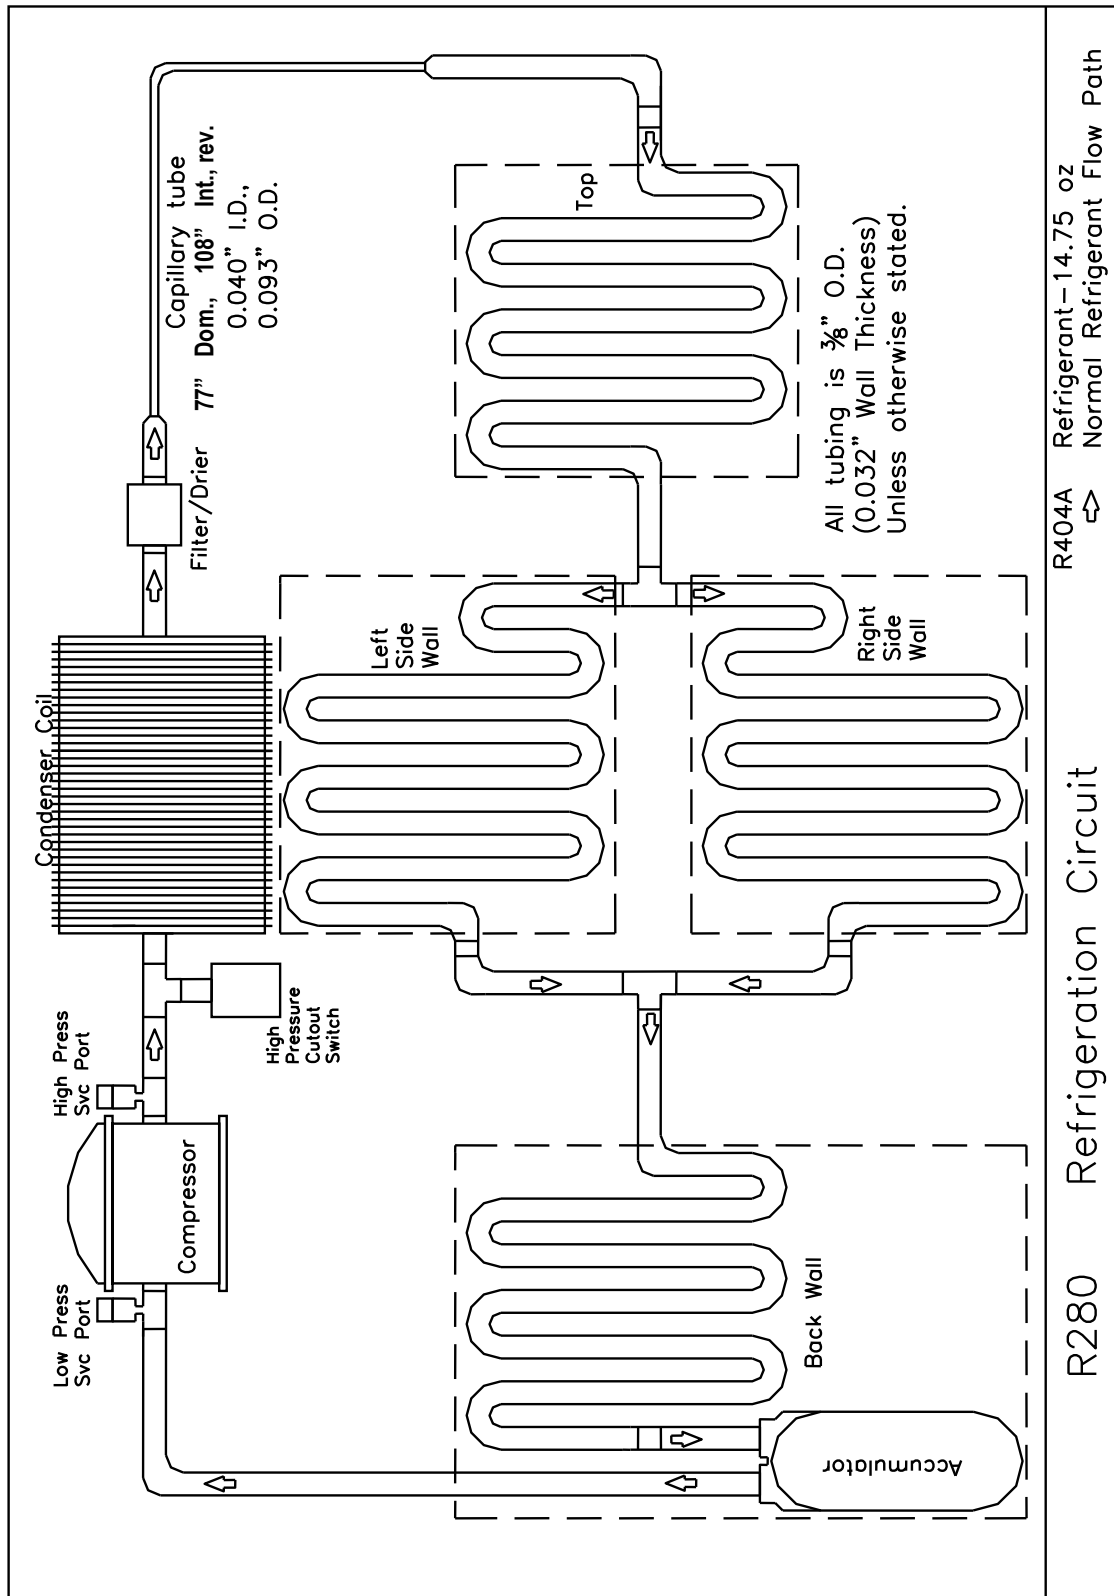 Condenser Coil
High Press
Svc Port
Low Press
Svc Port
Compressor
High
Pressure
Cutout
Switch
Filter/Drier
Capillary tube
77” Dom., 108” Int., rev.
0.040” I.D.,
0.093” O.D.
Left
Side
Wall
Top
Right
Side
Wall
Back Wall
Accumulator
All tubing is ⅜” O.D.
(0.032” Wall Thickness)
Unless otherwise stated.
R280 Refrigeration Circuit
R404A Refrigerant-14.75 oz
⇨ Normal Refrigerant Flow Path